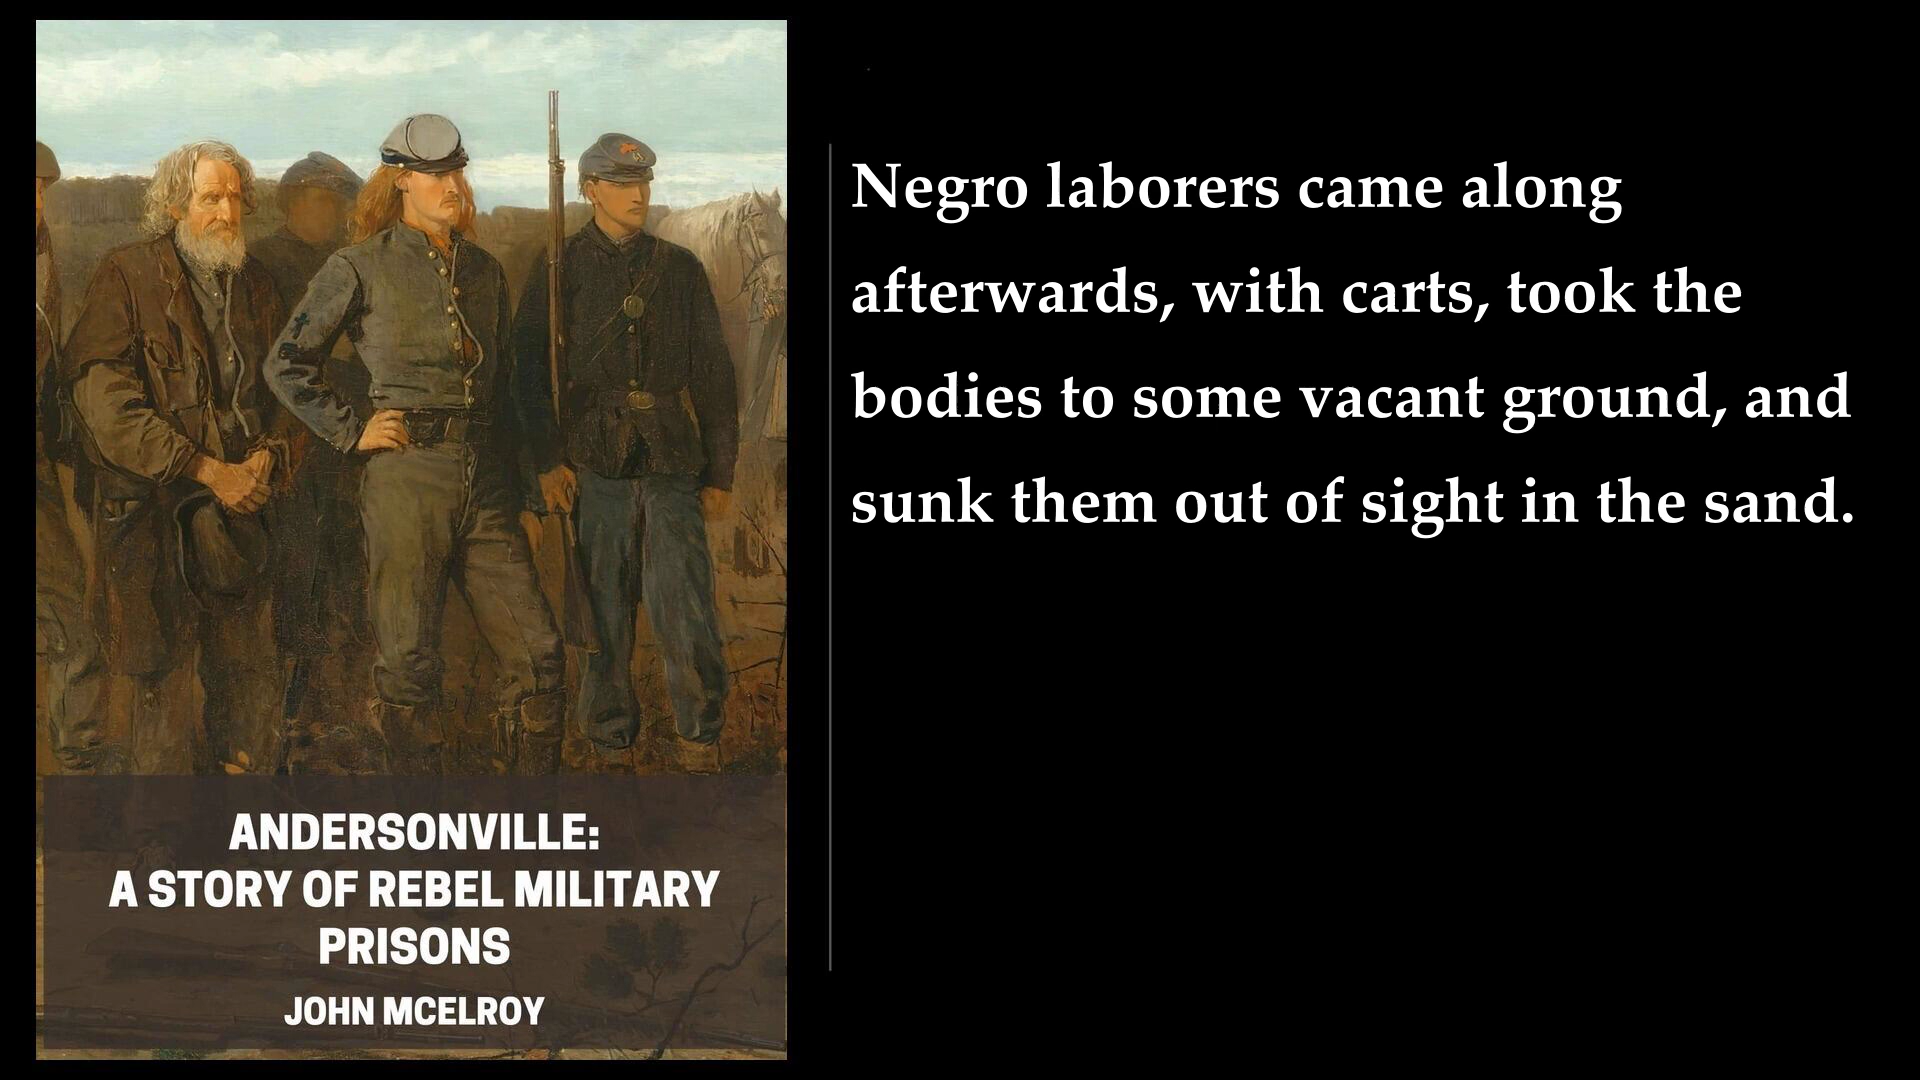 ANDERSONVILLE:
A STORY OF REBEL MILITARY
PRISONS
JOHN MCELROY
Negro laborers came along
afterwards, with carts, took the
bodies to some vacant ground, and
sunk them out of sight in the sand.